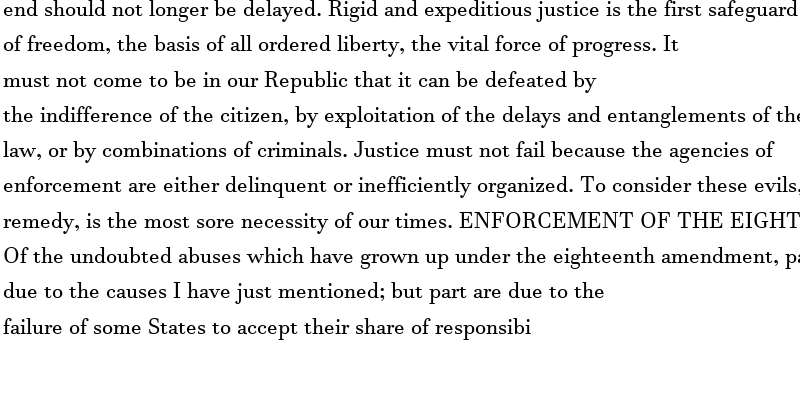 end should not longer be delayed. Rigid and expeditious justice is the first safeguard
of freedom, the basis of all ordered liberty, the vital force of progress. It
must not come to be in our Republic that it can be defeated by
the indifference of the citizen, by exploitation of the delays and entanglements of the
law, or by combinations of criminals. Justice must not fail because the agencies of
enforcement are either delinquent or inefficiently organized. To consider these evils,
remedy, is the most sore necessity of our times. ENFORCEMENT OF THE EIGHT
Of the undoubted abuses which have grown up under the eighteenth amendment, pa
due to the causes I have just mentioned; but part are due to the
failure of some States to accept their share of responsibi